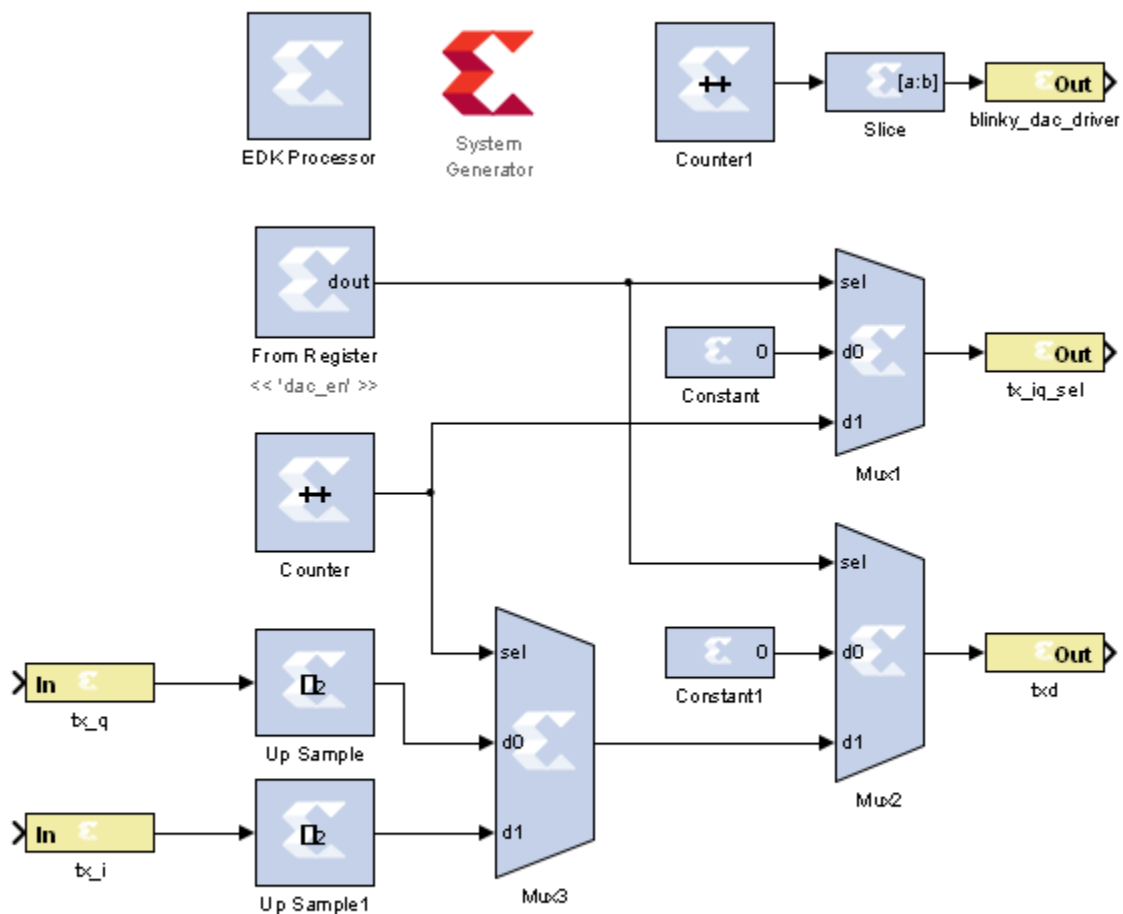 EDK Processor
System
Generator
Counter1
[a:b]
Slice
Out
blinky_dac_driver
dout
From Register
<< 'dac_en' >>
sel
d0
d1
Mux1
0
Constant
Out
tx_iq_sel
Counter
sel
d0
d1
Mux2
0
Constant1
Out
txd
In
tx_q
2
Up Sample
sel
d0
d1
Mux3
In
tx_i
2
Up Sample1